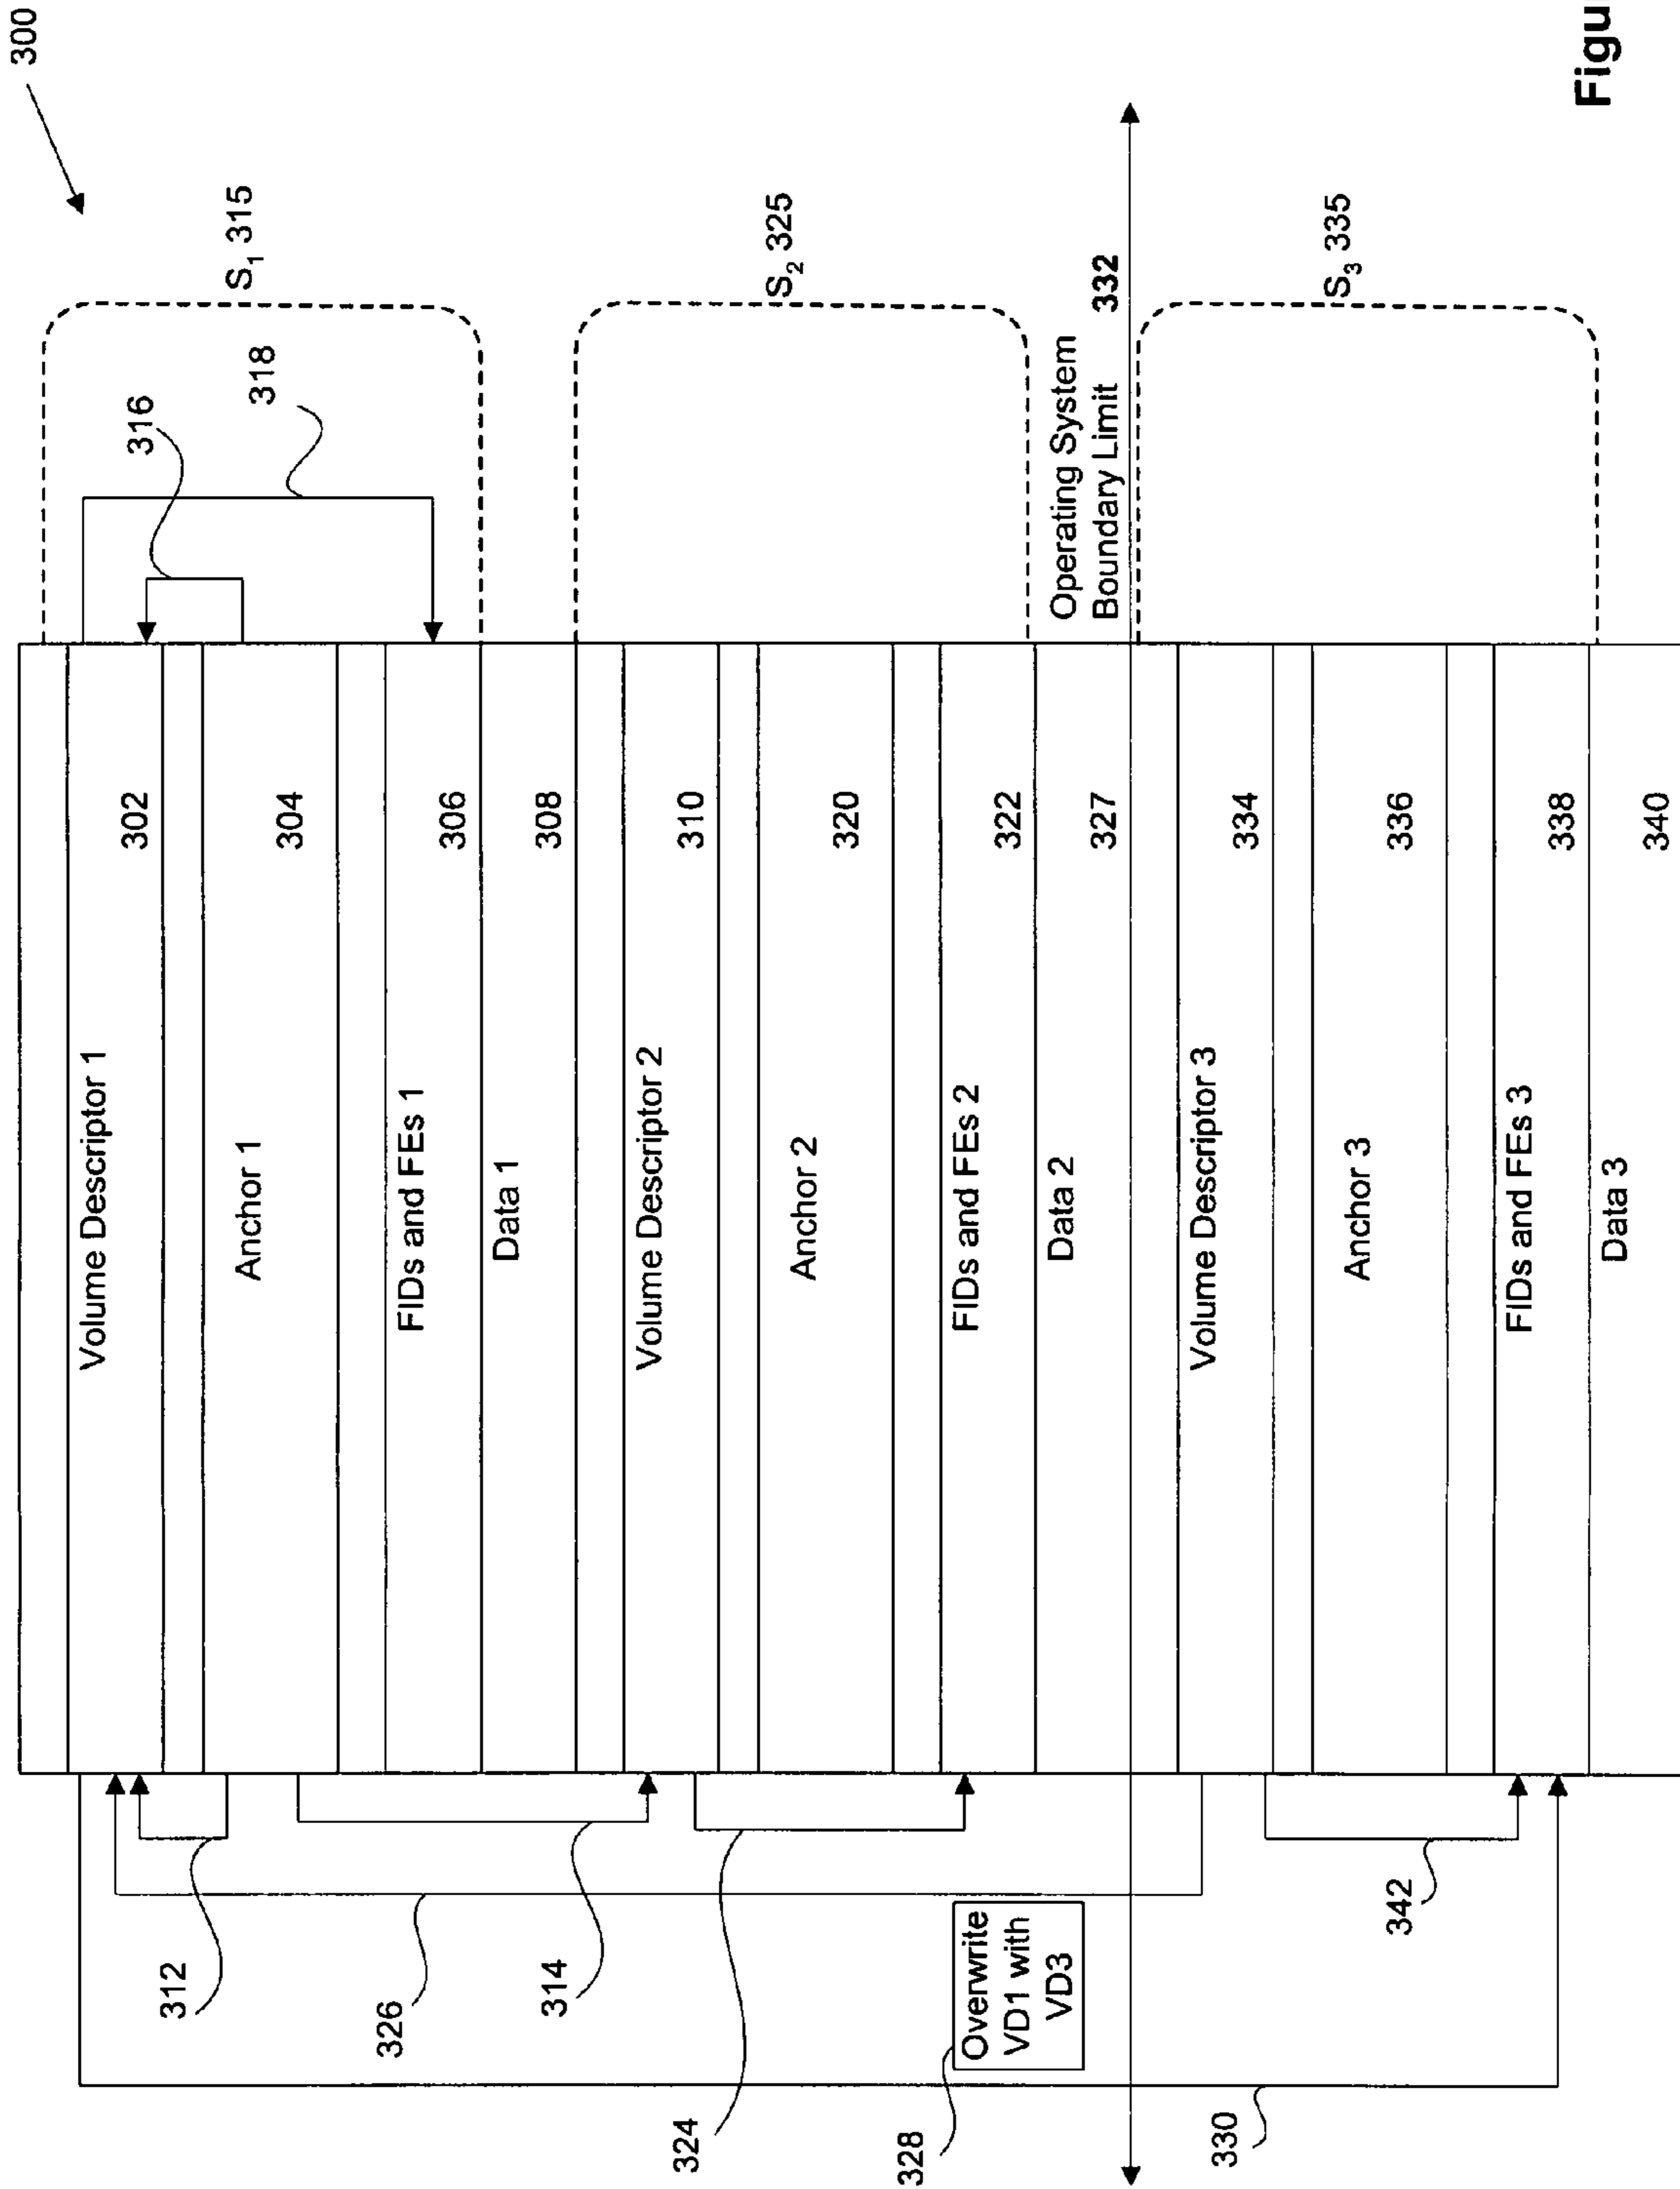 300
Volume Descriptor 1
302
Anchor 1
304
FIDs and FEs 1
306
Data 1
308
Volume Descriptor 2
310
Anchor 2
320
FIDs and FEs 2
322
Data 2
327
Volume Descriptor 3
334
Anchor 3
336
FIDs and FEs 3
338
Data 3
340
316
318
S₁ 315
S₂ 325
Operating System
Boundary Limit 332
S₃ 335
312
326
314
324
328
Overwrite
VD1 with
VD3
330
342
Figu